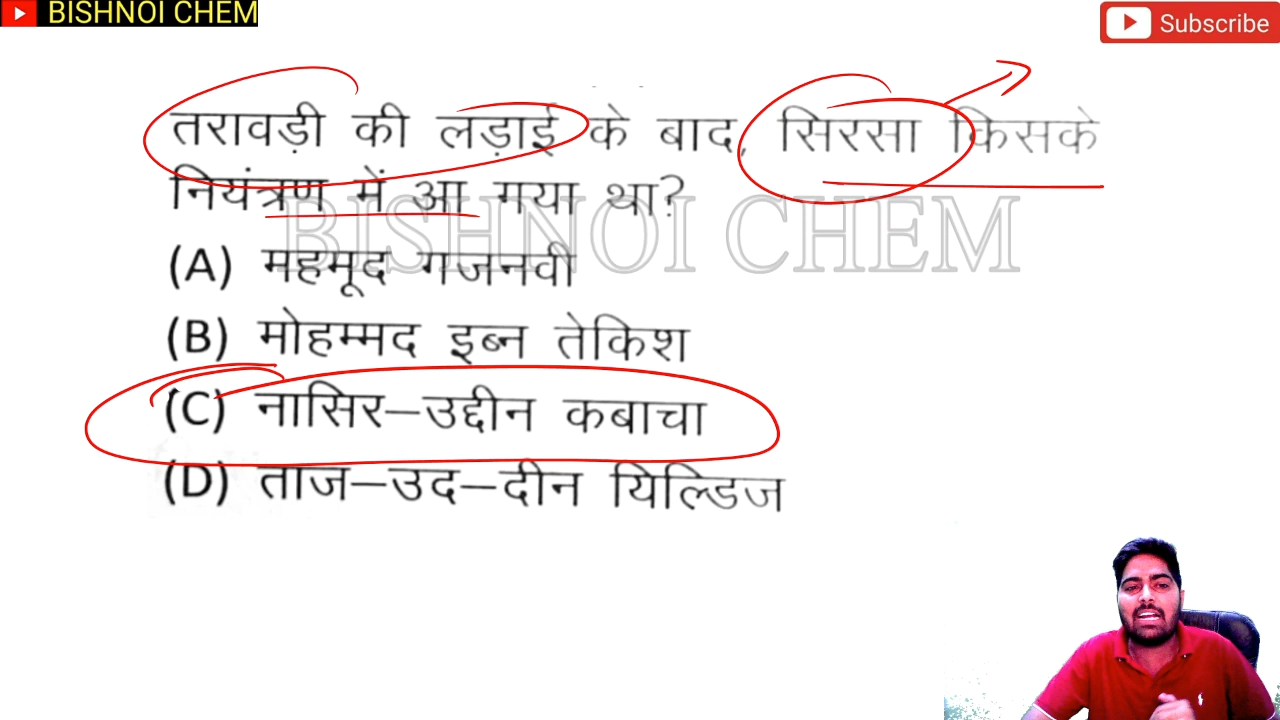 BISHNOI CHEM
Subscribe
तरावड़ी की लड़ाई के बाद, सिरसा किसके
नियंत्रण में आ गया था?
BISHNOI CHEM
(A) महमूद गजनवी
(B) मोहम्मद इब्न तेकिश
(C) नासिर–उद्दीन कबाचा
(D) ताज–उद–दीन यिल्डिज